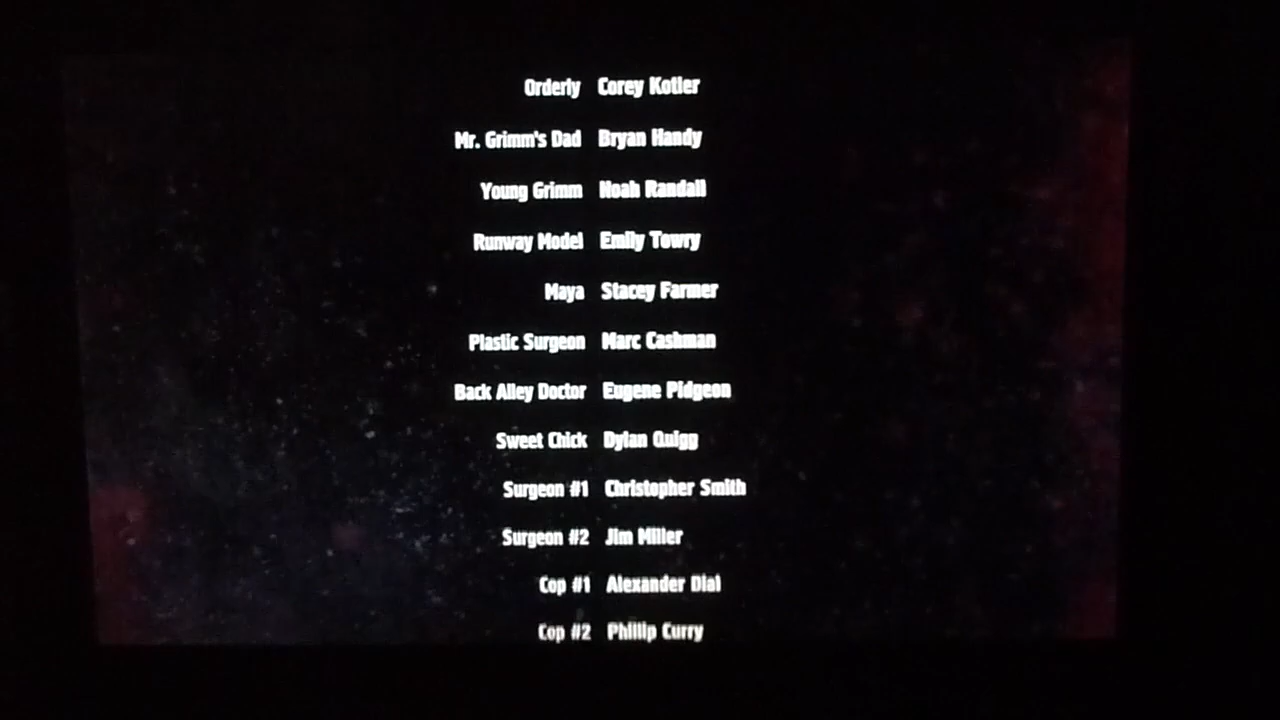 Orderly Corey Kotler
Mr. Grimm's Dad Bryan Handy
Young Grimm Noah Randall
Runway Model Emily Towry
Maya Stacey Farmer
Plastic Surgeon Marc Cashman
Back Alley Doctor Eugene Pidgeon
Sweet Chick Dylan Quigg
Surgeon #1 Christopher Smith
Surgeon #2 Jim Miller
Cop #1 Alexander Dial
Cop #2 Phillip Curry